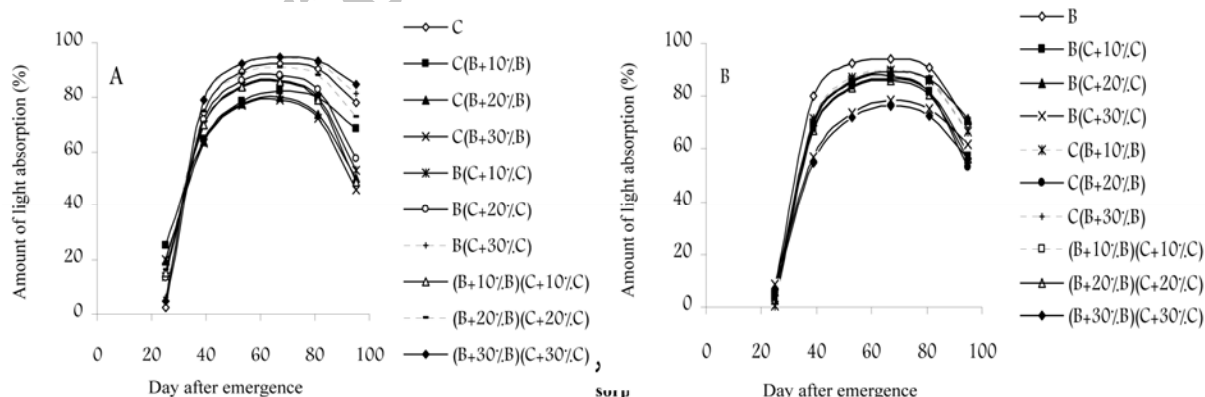 A
100
80
60
40
20
0
0 20 40 60 80 100
Amount of light absorption (%)
Day after emergence
C
C(B+10٪B)
C(B+20٪B)
C(B+30٪B)
B(C+10٪C)
B(C+20٪C)
B(C+30٪C)
(B+10٪B)(C+10٪C)
(B+20٪B)(C+20٪C)
(B+30٪B)(C+30٪C)
B
100
80
60
40
20
0
0 20 40 60 80 100
Amount of light absorption (%)
Day after emergence
B
B(C+10٪C)
B(C+20٪C)
B(C+30٪C)
C(B+10٪B)
C(B+20٪B)
C(B+30٪B)
(B+10٪B)(C+10٪C)
(B+20٪B)(C+20٪C)
(B+30٪B)(C+30٪C)